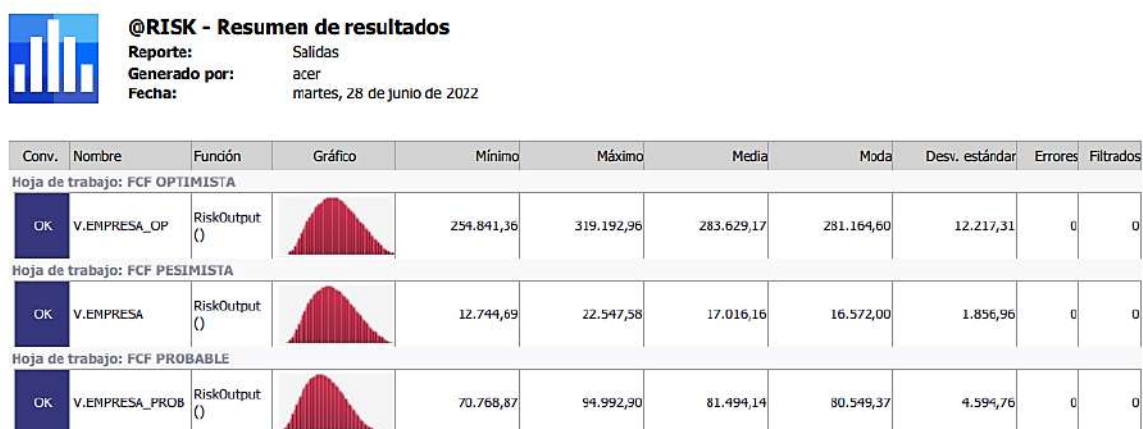 @RISK - Resumen de resultados
Reporte: Salidas
Generado por: acer
Fecha: martes, 28 de junio de 2022
Conv. Nombre Función Gráfico Mínimo Máximo Media Moda Desv. estándar Errores Filtrados
Hoja de trabajo: FCF OPTIMISTA
OK V.EMPRESA_OP RiskOutput 254.841,36 319.192,96 283.629,17 281.164,60 12.217,31 0 0
()
Hoja de trabajo: FCF PESIMISTA
OK V.EMPRESA RiskOutput 12.744,69 22.547,58 17.016,16 16.572,00 1.856,96 0 0
()
Hoja de trabajo: FCF PROBABLE
OK V.EMPRESA_PROB RiskOutput 70.768,87 94.992,90 81.494,14 80.549,37 4.594,76 0 0
()